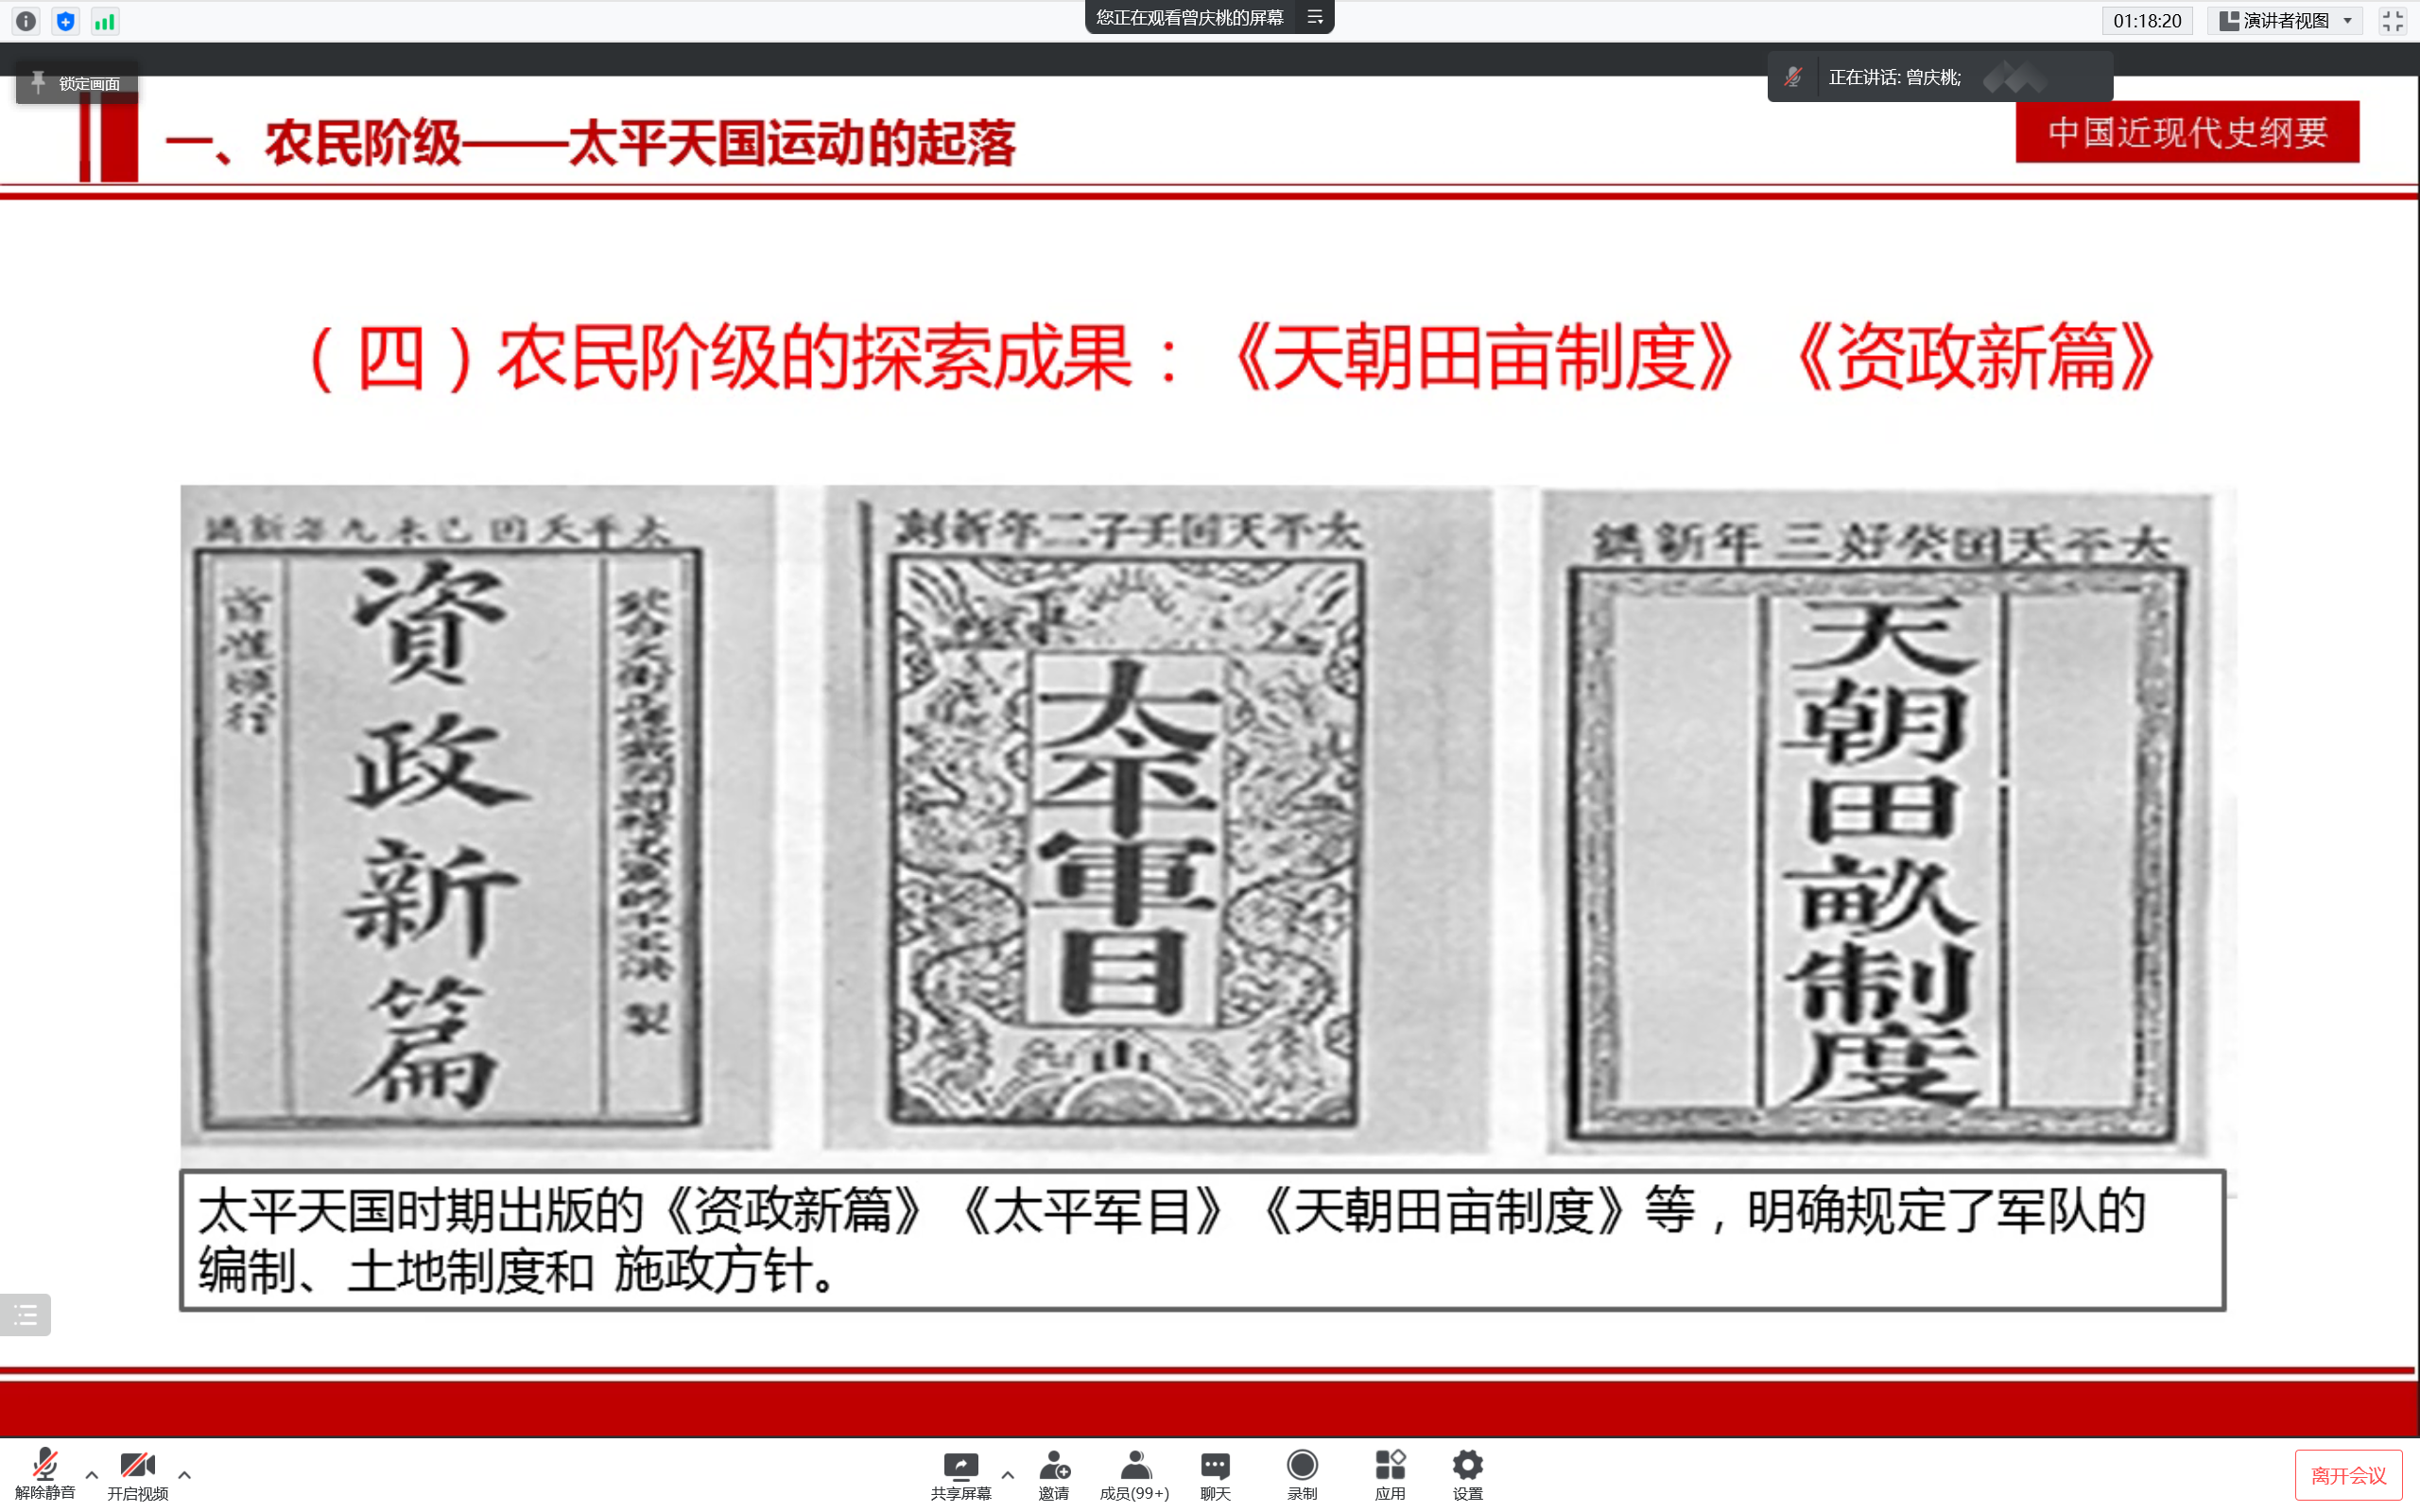 您正在观看曾庆桃的屏幕
01:18:20
演讲者视图
锁定画面
正在讲话: 曾庆桃;
一、农民阶级——太平天国运动的起落
中国近现代史纲要
（四）农民阶级的探索成果：《天朝田亩制度》《资政新篇》
太平天囯己未九年新鐫
資政新篇
旨准頒行
太平天囯壬子二年新刻
太平軍目
太平天囯癸好三年新鐫
天朝田畝制度
太平天国时期出版的《资政新篇》《太平军目》《天朝田亩制度》等，明确规定了军队的
编制、土地制度和 施政方针。
解除静音
开启视频
共享屏幕
邀请
成员(99+)
聊天
录制
应用
设置
离开会议